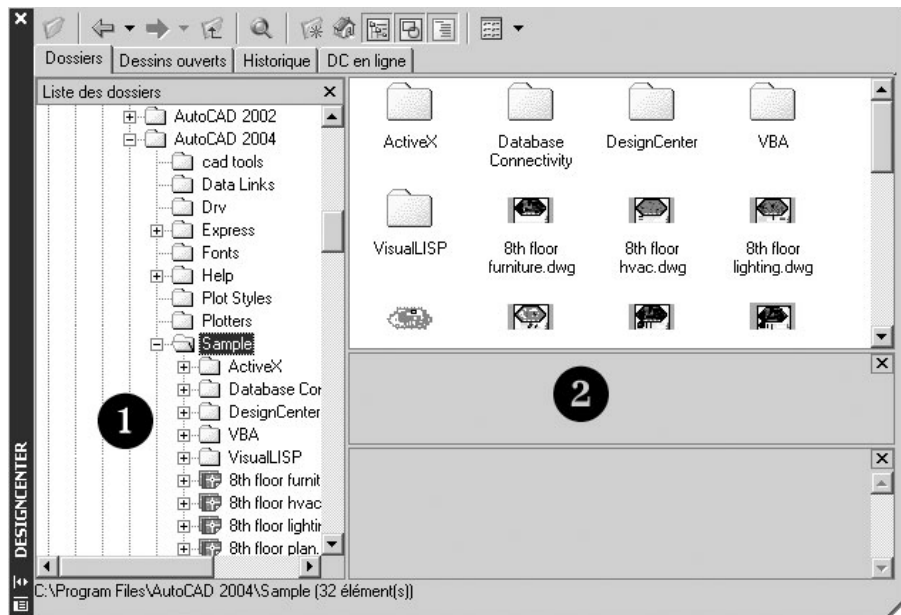 Dossiers
Dessins ouverts
Historique
DC en ligne
Liste des dossiers
AutoCAD 2002
AutoCAD 2004
cad tools
Data Links
Drv
Express
Fonts
Help
Plot Styles
Plotters
Sample
ActiveX
Database Cor
DesignCenter
VBA
VisualLISP
8th floor furnit
8th floor hvac
8th floor lightir
8th floor plan.
1
ActiveX
Database
Connectivity
DesignCenter
VBA
VisualLISP
8th floor
furniture.dwg
8th floor
hvac.dwg
8th floor
lighting.dwg
2
DESIGNCENTER
C:\Program Files\AutoCAD 2004\Sample (32 élément(s))